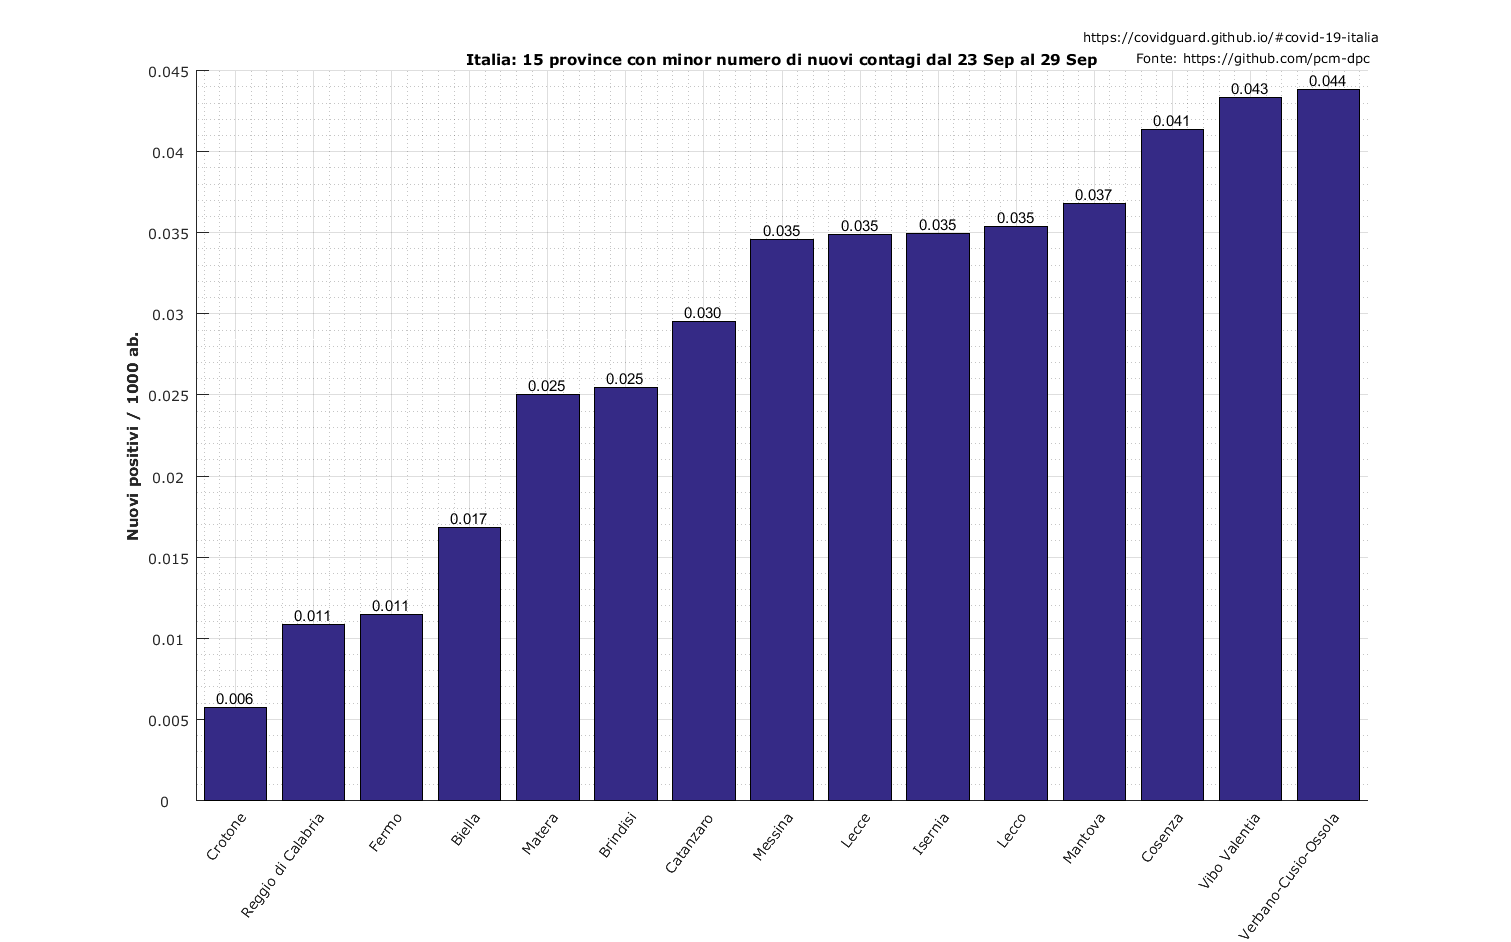 https://covidguard.github.io/#covid-19-italia
Italia: 15 province con minor numero di nuovi contagi dal 23 Sep al 29 Sep
Fonte: https://github.com/pcm-dpc
Nuovi positivi / 1000 ab.
0.045
0.04
0.035
0.03
0.025
0.02
0.015
0.01
0.005
0
0.006
0.011
0.011
0.017
0.025
0.025
0.030
0.035
0.035
0.035
0.035
0.037
0.041
0.043
0.044
Crotone
Reggio di Calabria
Fermo
Biella
Matera
Brindisi
Catanzaro
Messina
Lecce
Isernia
Lecco
Mantova
Cosenza
Vibo Valentia
Verbano-Cusio-Ossola